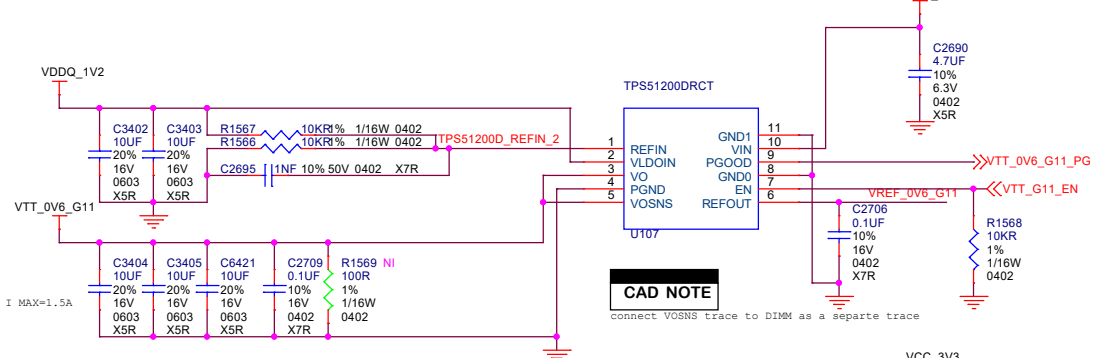 C2690
4.7UF
10%
6.3V
0402
X5R
VDDQ_1V2
TPS51200DRCT
C3402
10UF
20%
16V
0603
X5R
C3403
10UF
20%
16V
0603
X5R
R1567 10KR1% 1/16W 0402
R1566 10KR1% 1/16W 0402
TPS51200D_REFIN_2
C2695 1NF 10% 50V 0402 X7R
1 REFIN
2 VLDOIN
3 VO
4 PGND
5 VOSNS
GND1 11
VIN 10
PGOOD 9
GND0 8
EN 7
REFOUT 6
U107
VTT_0V6_G11_PG
VTT_G11_EN
VREF_0V6_G11
C2706
0.1UF
10%
16V
0402
X7R
R1568
10KR
1%
1/16W
0402
VTT_0V6_G11
I MAX=1.5A
C3404
10UF
20%
16V
0603
X5R
C3405
10UF
20%
16V
0603
X5R
C6421
10UF
20%
16V
0603
X5R
C2709
0.1UF
10%
16V
0402
X7R
R1569 NI
100R
1%
1/16W
0402
CAD NOTE
connect VOSNS trace to DIMM as a separte trace
VCC_3V3